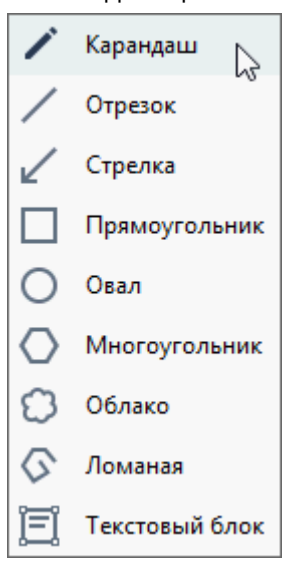 Карандаш
Отрезок
Стрелка
Прямоугольник
Овал
Многоугольник
Облако
Ломаная
Текстовый блок